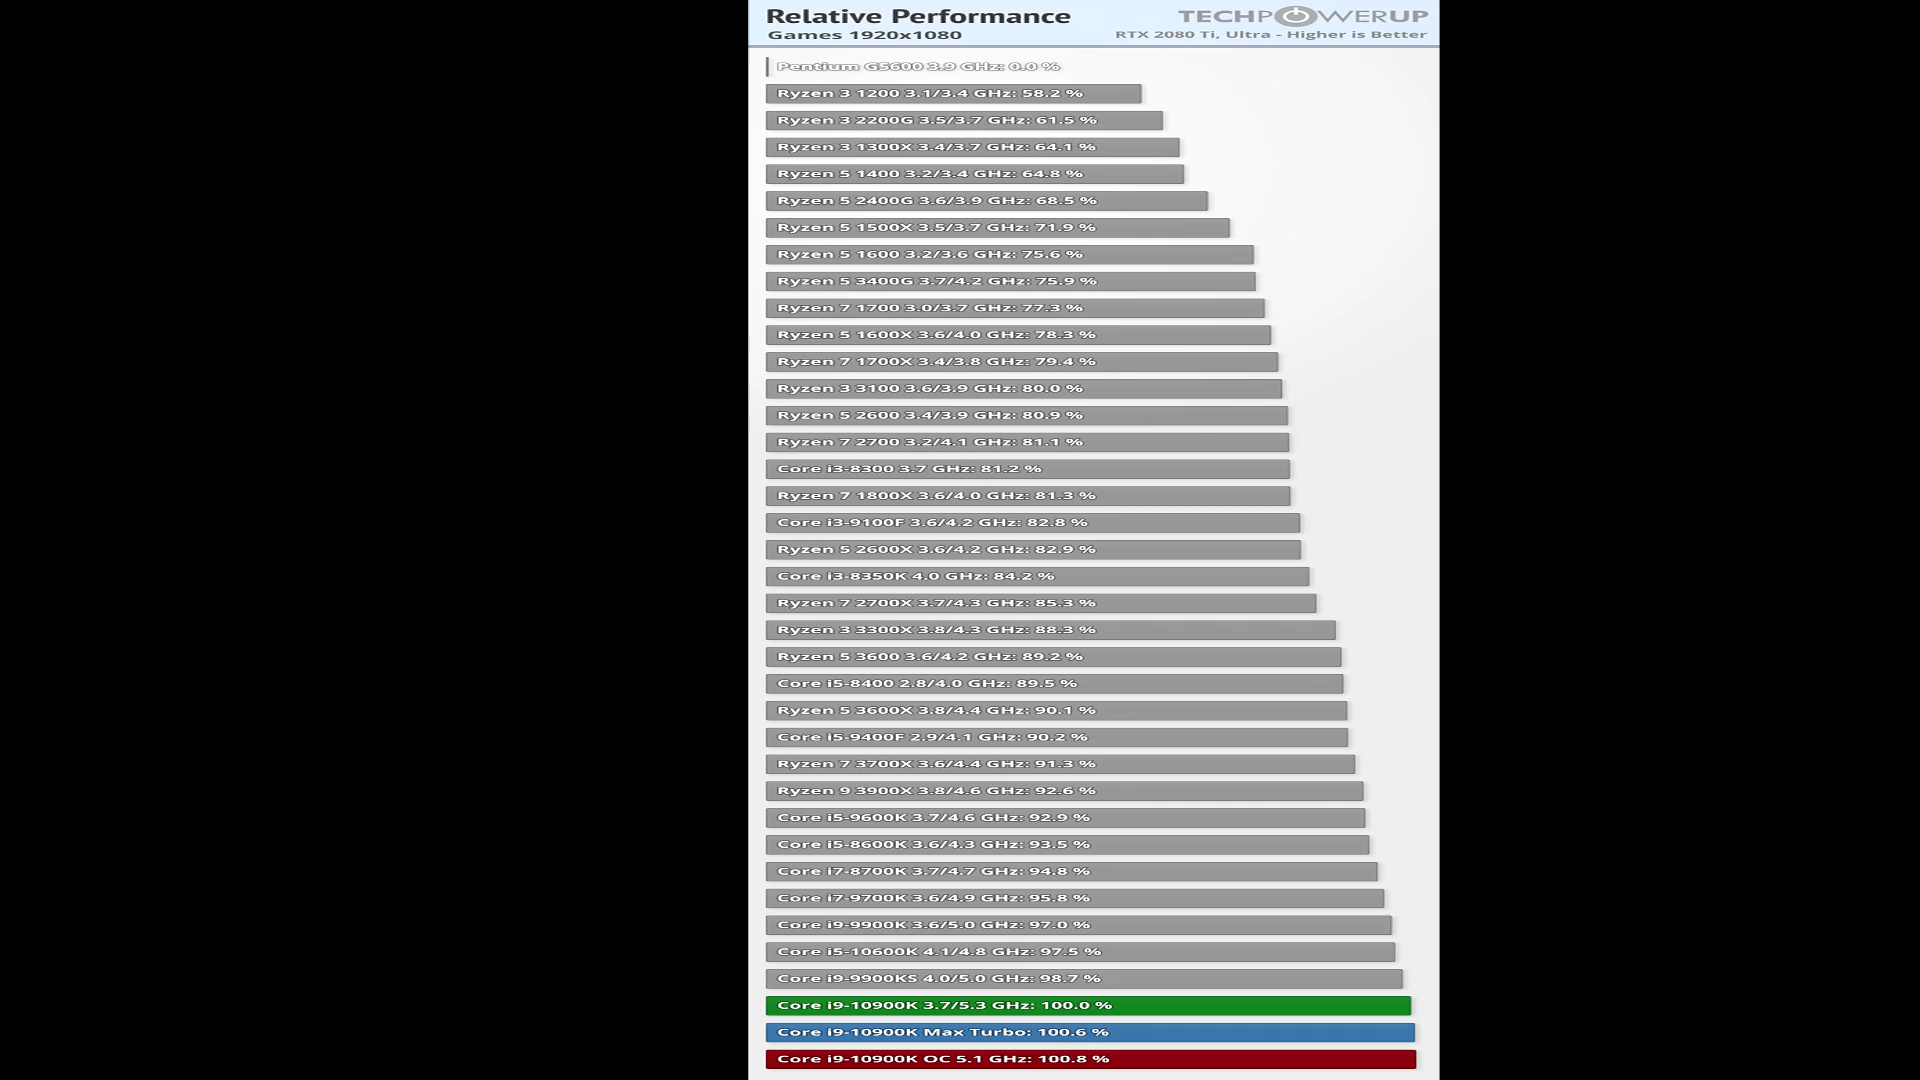 Relative Performance
TECHPOWERUP
Games 1920x1080
RTX 2080 Ti, Ultra - Higher is Better
Pentium G5600 3.9 GHz: 0.0 %
Ryzen 3 1200 3.1/3.4 GHz: 58.2 %
Ryzen 3 2200G 3.5/3.7 GHz: 61.5 %
Ryzen 3 1300X 3.4/3.7 GHz: 64.1 %
Ryzen 5 1400 3.2/3.4 GHz: 64.8 %
Ryzen 5 2400G 3.6/3.9 GHz: 68.5 %
Ryzen 5 1500X 3.5/3.7 GHz: 71.9 %
Ryzen 5 1600 3.2/3.6 GHz: 75.6 %
Ryzen 5 3400G 3.7/4.2 GHz: 75.9 %
Ryzen 7 1700 3.0/3.7 GHz: 77.3 %
Ryzen 5 1600X 3.6/4.0 GHz: 78.3 %
Ryzen 7 1700X 3.4/3.8 GHz: 79.4 %
Ryzen 3 3100 3.6/3.9 GHz: 80.0 %
Ryzen 5 2600 3.4/3.9 GHz: 80.9 %
Ryzen 7 2700 3.2/4.1 GHz: 81.1 %
Core i3-8300 3.7 GHz: 81.2 %
Ryzen 7 1800X 3.6/4.0 GHz: 81.3 %
Core i3-9100F 3.6/4.2 GHz: 82.8 %
Ryzen 5 2600X 3.6/4.2 GHz: 82.9 %
Core i3-8350K 4.0 GHz: 84.2 %
Ryzen 7 2700X 3.7/4.3 GHz: 85.3 %
Ryzen 3 3300X 3.8/4.3 GHz: 88.3 %
Ryzen 5 3600 3.6/4.2 GHz: 89.2 %
Core i5-8400 2.8/4.0 GHz: 89.5 %
Ryzen 5 3600X 3.8/4.4 GHz: 90.1 %
Core i5-9400F 2.9/4.1 GHz: 90.2 %
Ryzen 7 3700X 3.6/4.4 GHz: 91.3 %
Ryzen 9 3900X 3.8/4.6 GHz: 92.6 %
Core i5-9600K 3.7/4.6 GHz: 92.9 %
Core i5-8600K 3.6/4.3 GHz: 93.5 %
Core i7-8700K 3.7/4.7 GHz: 94.8 %
Core i7-9700K 3.6/4.9 GHz: 95.8 %
Core i9-9900K 3.6/5.0 GHz: 97.0 %
Core i5-10600K 4.1/4.8 GHz: 97.5 %
Core i9-9900KS 4.0/5.0 GHz: 98.7 %
Core i9-10900K 3.7/5.3 GHz: 100.0 %
Core i9-10900K Max Turbo: 100.6 %
Core i9-10900K OC 5.1 GHz: 100.8 %